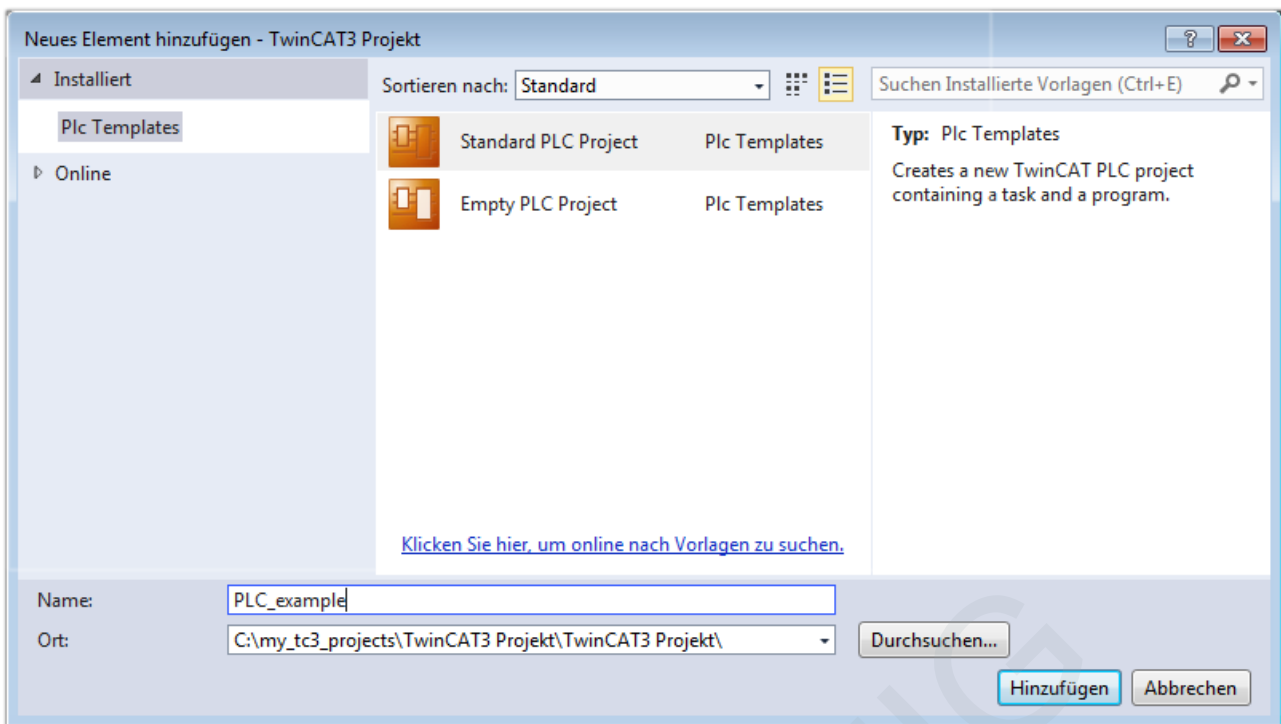 Neues Element hinzufügen - TwinCAT3 Projekt
Installiert
Plc Templates
Online
Sortieren nach: Standard
Suchen Installierte Vorlagen (Ctrl+E)
Standard PLC Project Plc Templates
Empty PLC Project Plc Templates
Typ: Plc Templates
Creates a new TwinCAT PLC project
containing a task and a program.
Klicken Sie hier, um online nach Vorlagen zu suchen.
Name: PLC_example
Ort: C:\my_tc3_projects\TwinCAT3 Projekt\TwinCAT3 Projekt\ Durchsuchen...
Hinzufügen Abbrechen